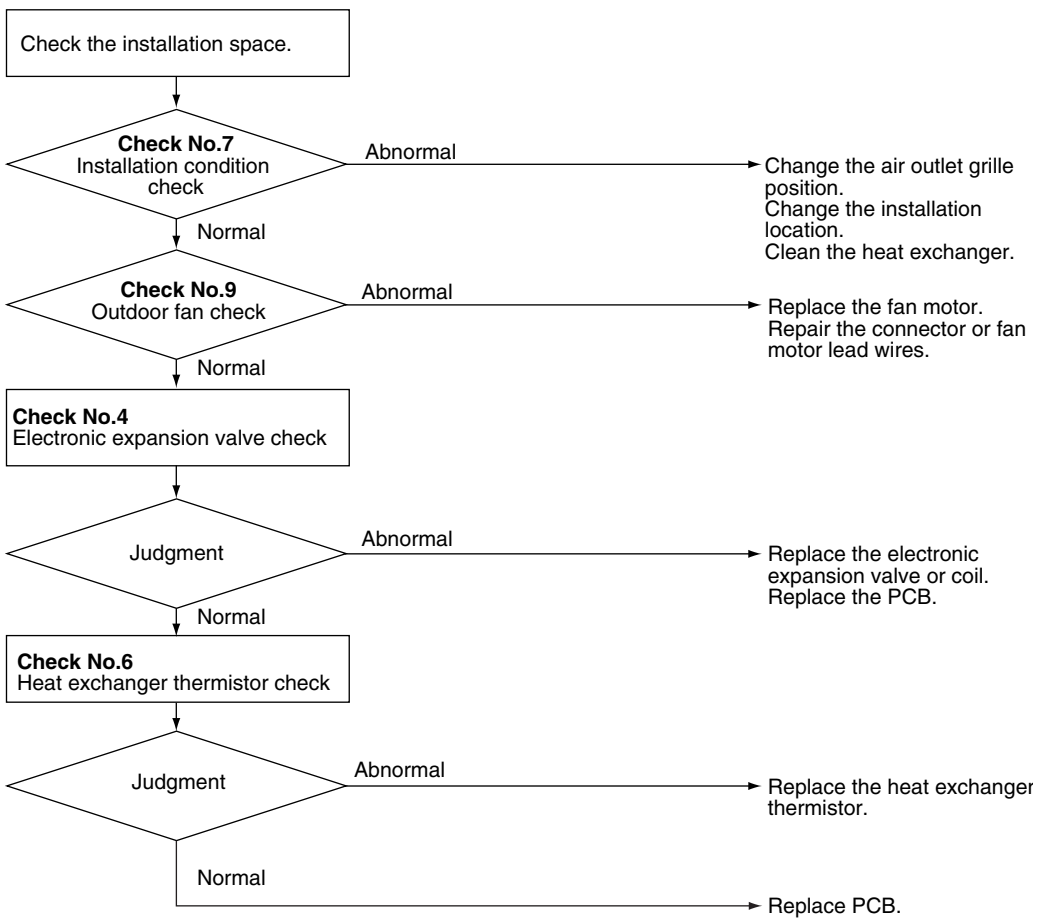 Check the installation space.
Check No.7
Installation condition
check
Abnormal
Change the air outlet grille
position.
Change the installation
location.
Clean the heat exchanger.
Normal
Check No.9
Outdoor fan check
Abnormal
Replace the fan motor.
Repair the connector or fan
motor lead wires.
Normal
Check No.4
Electronic expansion valve check
Judgment
Abnormal
Replace the electronic
expansion valve or coil.
Replace the PCB.
Normal
Check No.6
Heat exchanger thermistor check
Judgment
Abnormal
Replace the heat exchanger
thermistor.
Normal
Replace PCB.